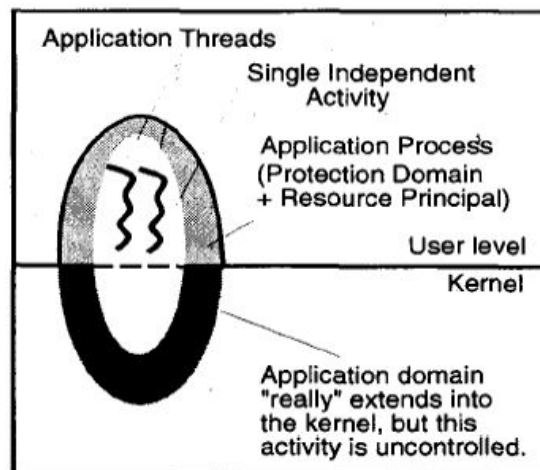 Application Threads
Single Independent
Activity
Application Process
(Protection Domain
+ Resource Principal)
User level
Kernel
Application domain
"really" extends into
the kernel, but this
activity is uncontrolled.